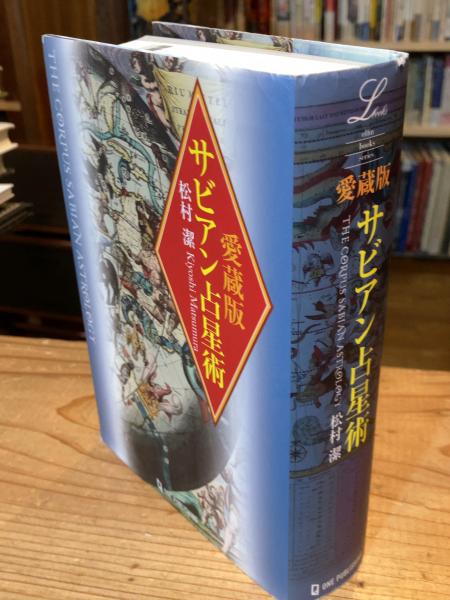 THE CORPUS SABIAN ASTROLOGY
愛蔵版
サビアン占星術
松村 潔 Kiyoshi Matsumura
L books
elfin
books
series
愛蔵版
サビアン占星術
THE CORPUS SABIAN ASTROLOGY
松村 潔